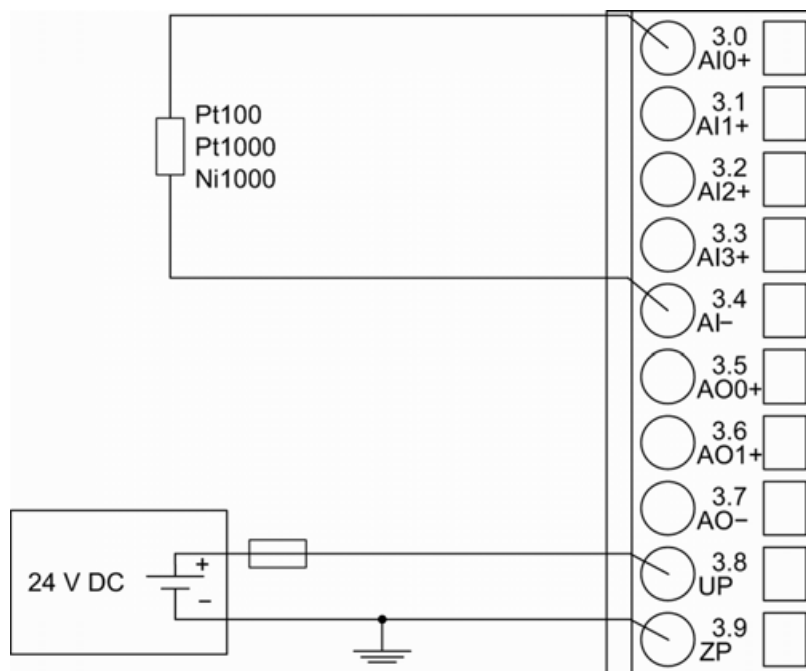 3.0
AI0+
Pt100
Pt1000
Ni1000
3.1
AI1+
3.2
AI2+
3.3
AI3+
3.4
AI−
3.5
AO0+
3.6
AO1+
3.7
AO−
24 V DC
+
−
3.8
UP
3.9
ZP